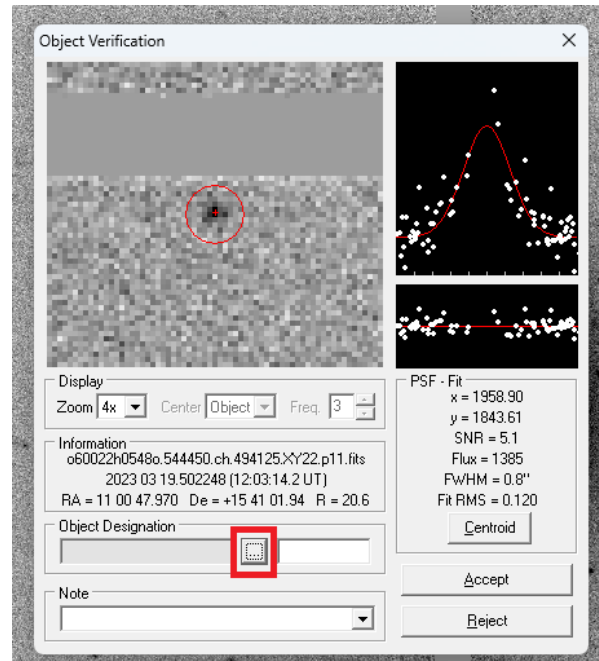 Object Verification
Display
Zoom 4x Center Object Freq. 3
Information
o60022h0548o.544450.ch.494125.XY22.p11.fits
2023 03 19.502248 (12:03:14.2 UT)
RA = 11 00 47.970 De = +15 41 01.94 R = 20.6
Object Designation
...
Note
PSF - Fit
x = 1958.90
y = 1843.61
SNR = 5.1
Flux = 1385
FWHM = 0.8''
Fit RMS = 0.120
Centroid
Accept
Reject